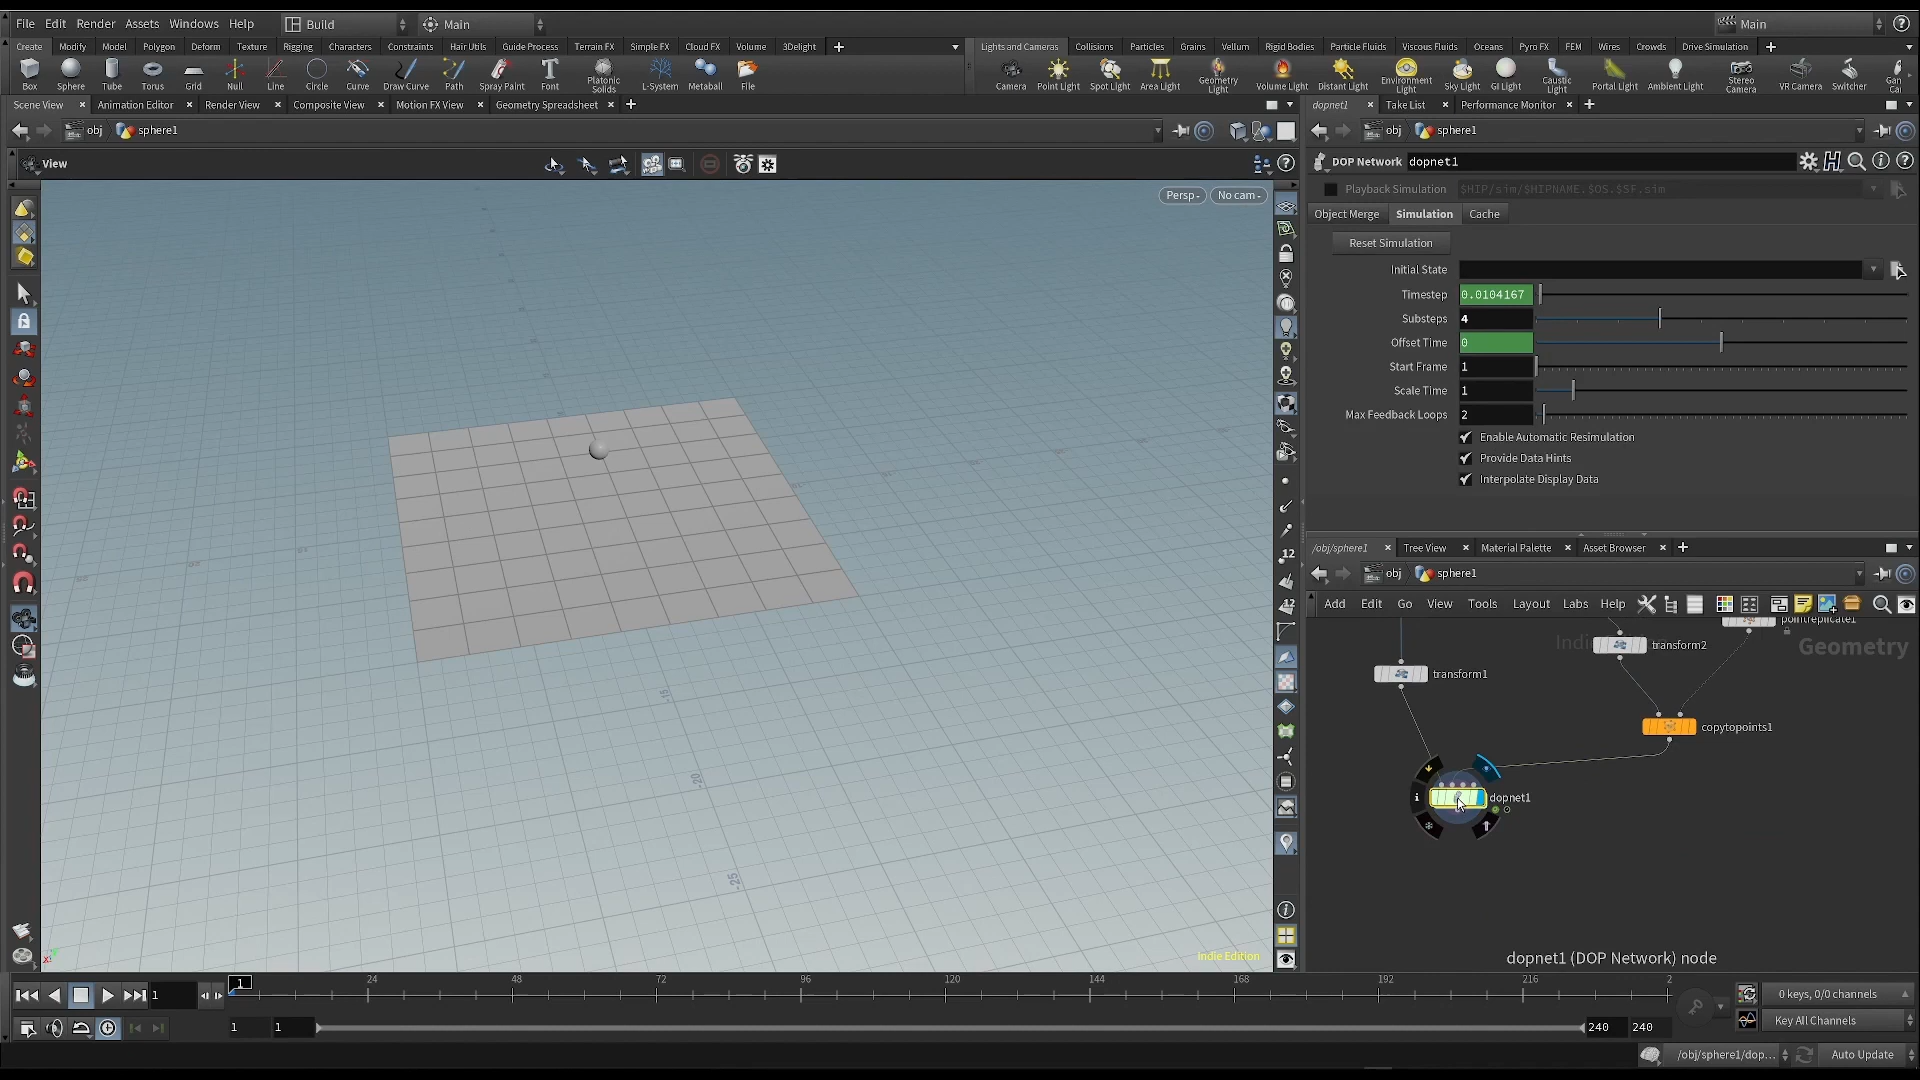 File Edit Render Assets Windows Help Build Main Main
Create Modify Model Polygon Deform Texture Rigging Characters Constraints Hair Utils Guide Process Terrain FX Simple FX Cloud FX Volume 3Delight
Lights and Cameras Collisions Particles Grains Vellum Rigid Bodies Particle Fluids Viscous Fluids Oceans Pyro FX FEM Wires Crowds Drive Simulation
Box Sphere Tube Torus Grid Null Line Circle Curve Draw Curve Path Spray Paint Font Platonic Solids L-System Metaball File
Camera Point Light Spot Light Area Light Geometry Light Volume Light Distant Light Environment Light Sky Light GI Light Caustic Light Portal Light Ambient Light Stereo Camera VR Camera Switcher
Scene View Animation Editor Render View Composite View Motion FX View Geometry Spreadsheet
dopnet1 Take List Performance Monitor
obj sphere1
obj sphere1
View
DOP Network dopnet1
Playback Simulation $HIP/sim/$HIPNAME.$OS.$SF.sim
Persp No cam
Object Merge Simulation Cache
Reset Simulation
Initial State
Timestep 0.0104167
Substeps 4
Offset Time 0
Start Frame 1
Scale Time 1
Max Feedback Loops 2
Enable Automatic Resimulation
Provide Data Hints
Interpolate Display Data
/obj/sphere1 Tree View Material Palette Asset Browser
obj sphere1
Add Edit Go View Tools Layout Labs Help
pointreplicate1
transform2
Geometry
transform1
copytopoints1
dopnet1
-15
-20
-25
12
12
Indie Edition
dopnet1 (DOP Network) node
1
1 24 48 72 96 120 144 168 192 216 2
0 keys, 0/0 channels
1 1 240 240
Key All Channels
/obj/sphere1/dop... Auto Update